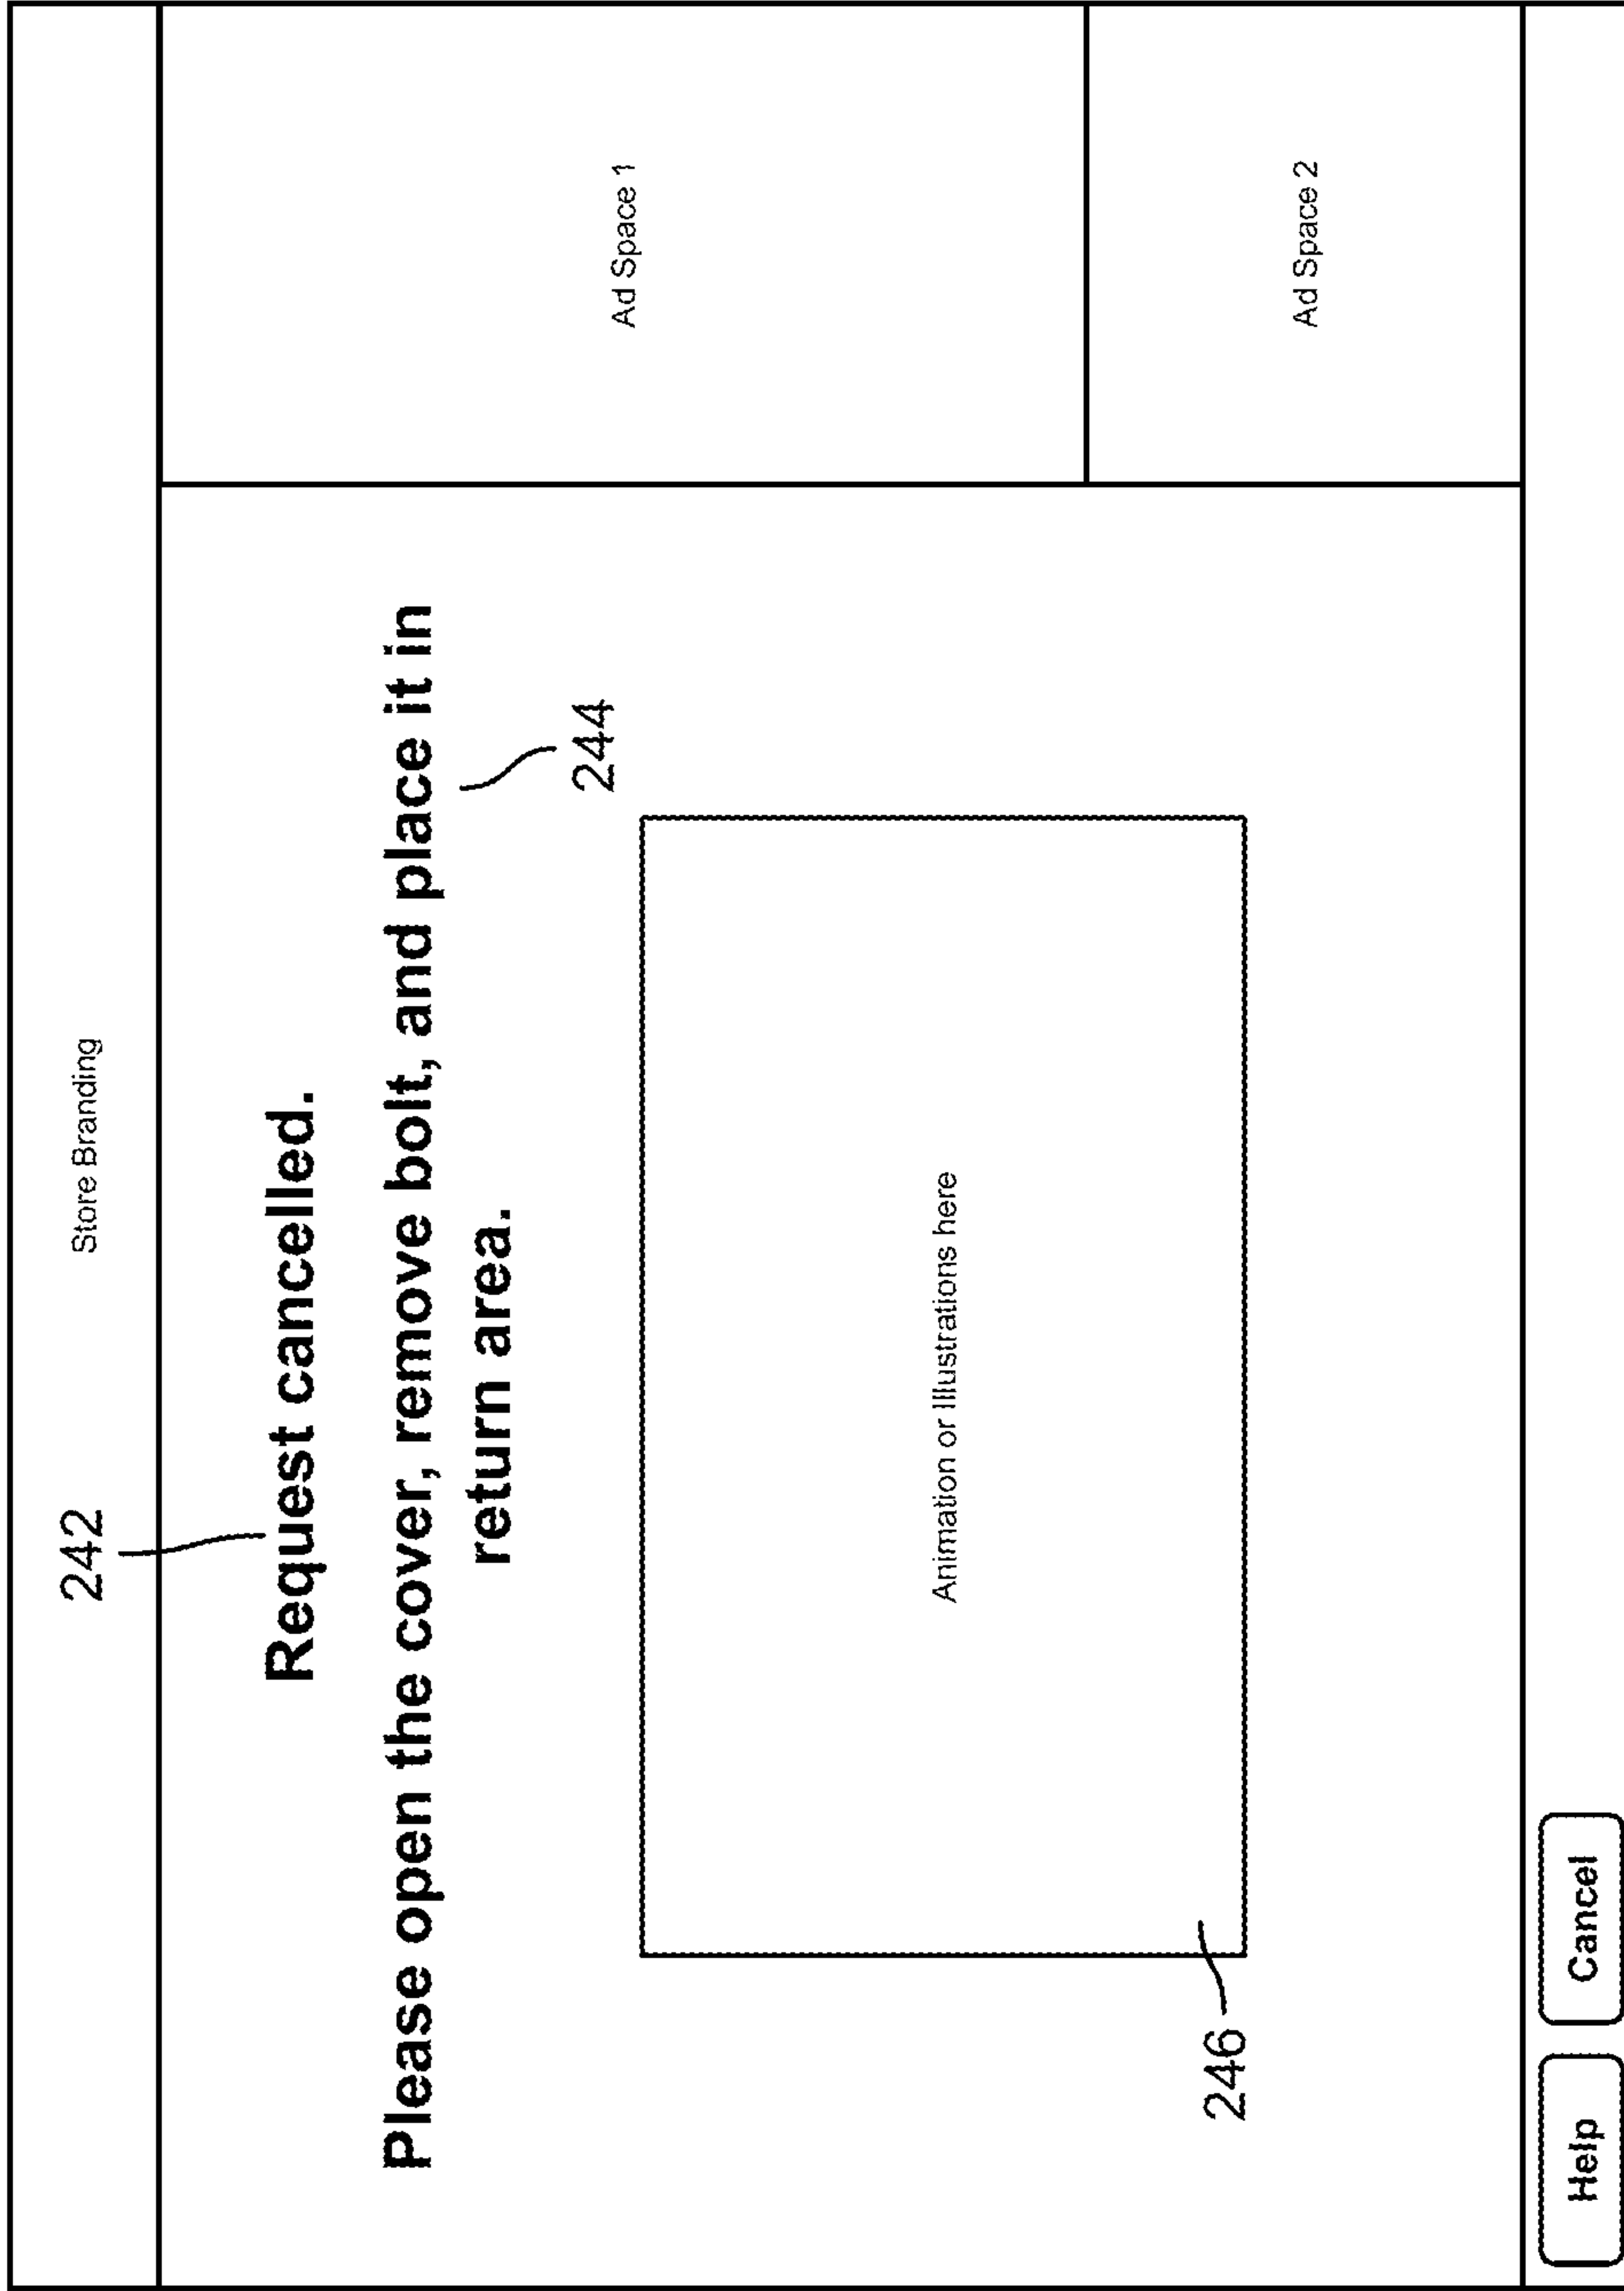 Store Branding
242
Request cancelled.
Please open the cover, remove bolt, and place it in
return area.
244
Animation or Illustrations here
246
Ad Space 1
Ad Space 2
Help
Cancel